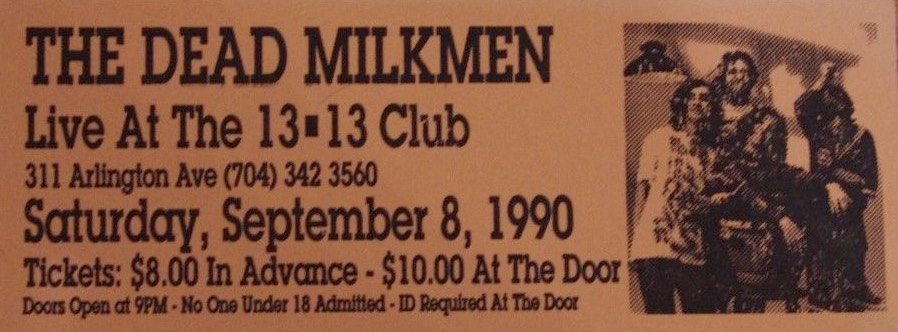 THE DEAD MILKMEN
Live At The 13▪13 Club
311 Arlington Ave (704) 342 3560
Saturday, September 8, 1990
Tickets: $8.00 In Advance - $10.00 At The Door
Doors Open at 9PM - No One Under 18 Admitted - ID Required At The Door